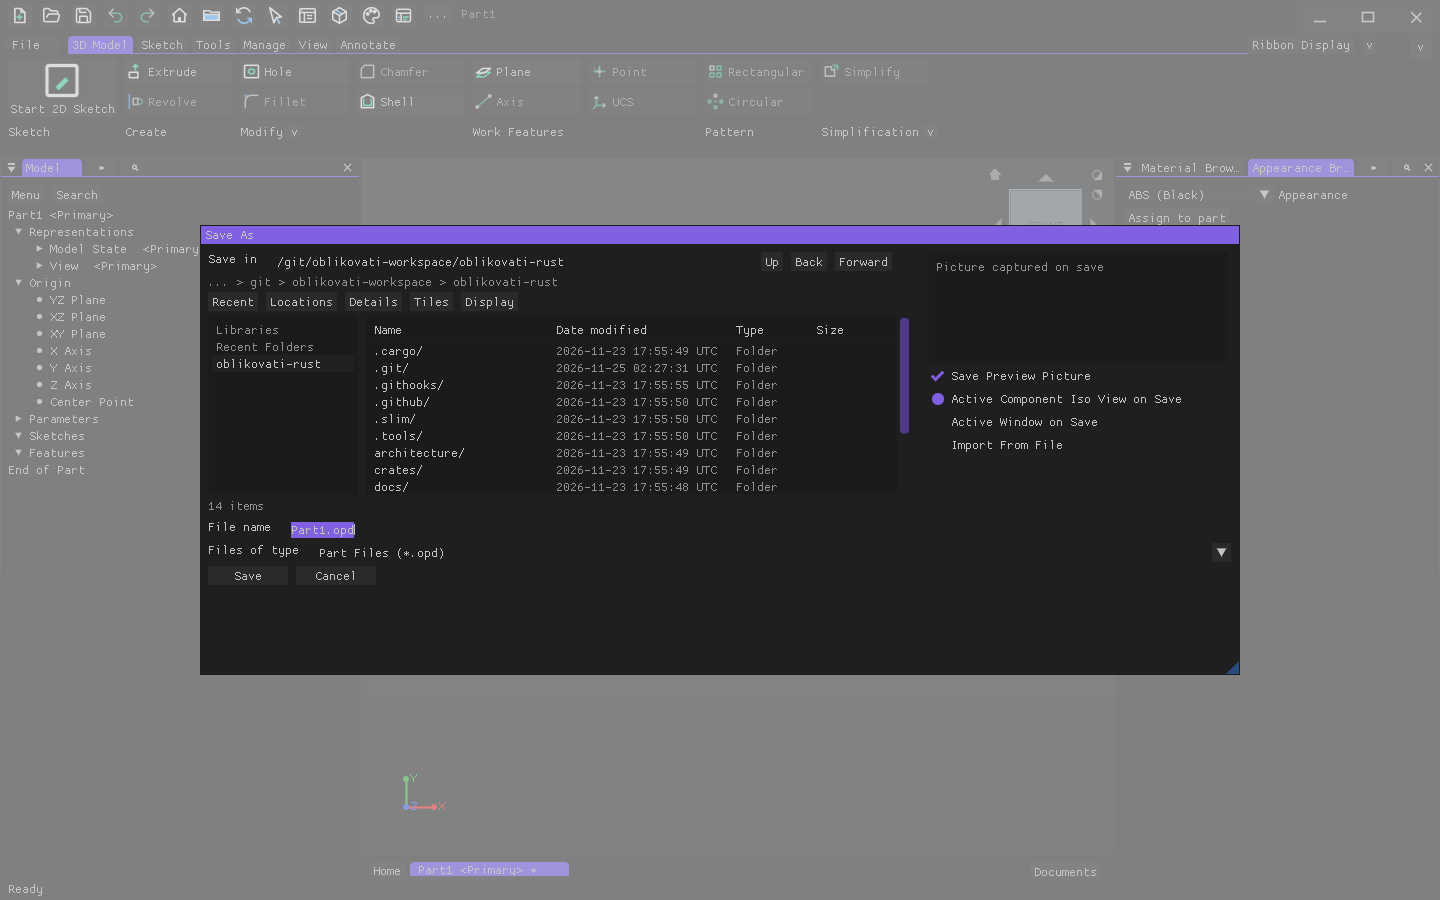 ... Part1
File 3D Model Sketch Tools Manage View Annotate Ribbon Display v v
Extrude Hole Chamfer Plane Point Rectangular Simplify
Start 2D Sketch Revolve Fillet Shell Axis UCS Circular
Sketch Create Modify v Work Features Pattern Simplification v
Model Material Brow... Appearance Br...
Menu Search ABS (Black) Appearance
Part1 <Primary> Assign to part
Representations
Model State <Primary
View <Primary>
Origin
YZ Plane
XZ Plane
XY Plane
X Axis
Y Axis
Z Axis
Center Point
Parameters
Sketches
Features
End of Part
Save As
Save in /git/oblikovati-workspace/oblikovati-rust Up Back Forward
... > git > oblikovati-workspace > oblikovati-rust
Recent Locations Details Tiles Display
Libraries
Recent Folders
oblikovati-rust
Name Date modified Type Size
.cargo/ 2026-11-23 17:55:49 UTC Folder
.git/ 2026-11-25 02:27:31 UTC Folder
.githooks/ 2026-11-23 17:55:55 UTC Folder
.github/ 2026-11-23 17:55:50 UTC Folder
.slim/ 2026-11-23 17:55:50 UTC Folder
.tools/ 2026-11-23 17:55:50 UTC Folder
architecture/ 2026-11-23 17:55:49 UTC Folder
crates/ 2026-11-23 17:55:49 UTC Folder
docs/ 2026-11-23 17:55:48 UTC Folder
14 items
File name Part1.opd
Files of type Part Files (*.opd)
Save Cancel
Picture captured on save
Save Preview Picture
Active Component Iso View on Save
Active Window on Save
Import From File
Y
Z X
Home Part1 <Primary> * Documents
Ready